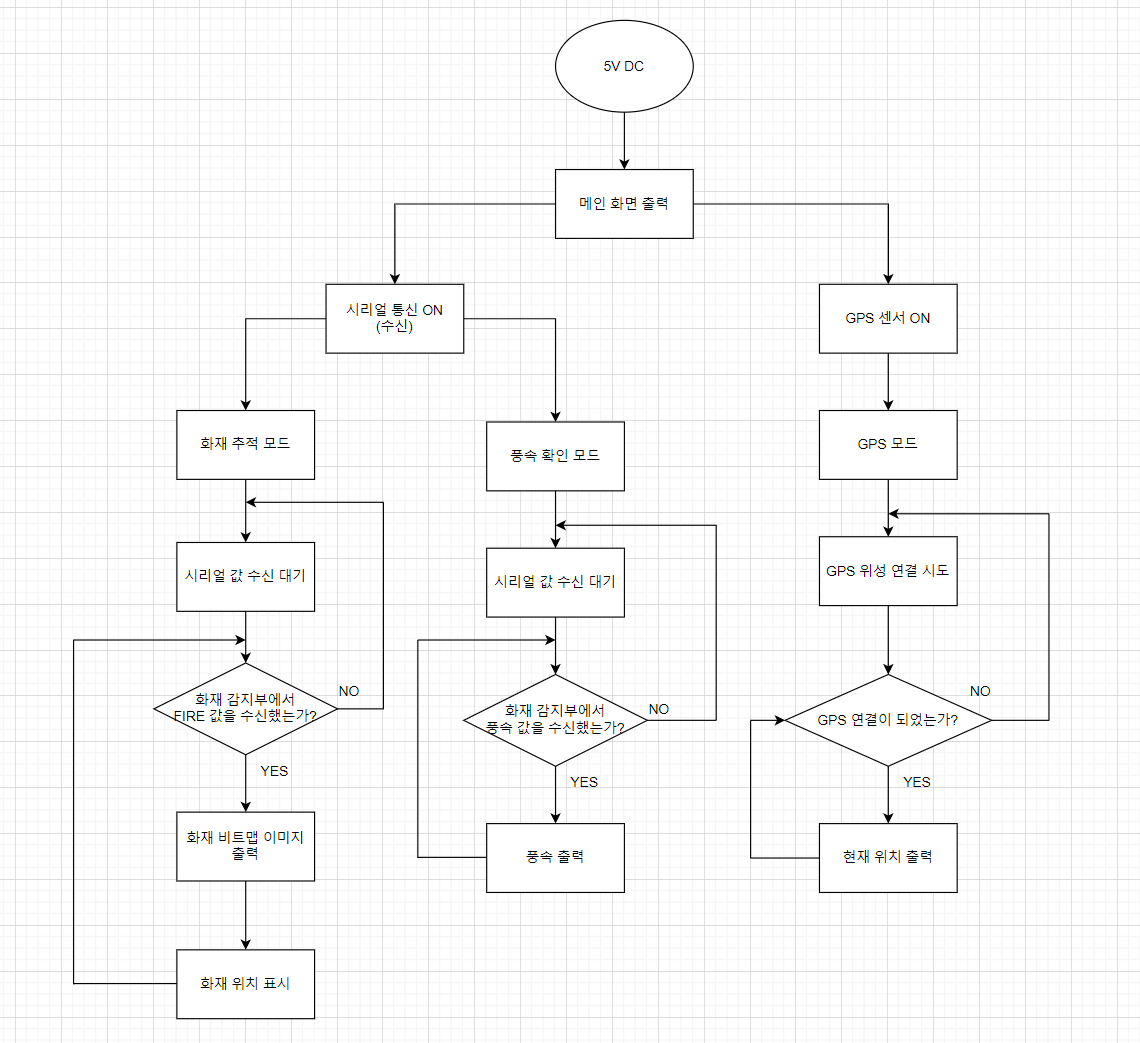 5V DC
메인 화면 출력
시리얼 통신 ON
(수신)
GPS 센서 ON
화재 추적 모드
풍속 확인 모드
GPS 모드
시리얼 값 수신 대기
시리얼 값 수신 대기
GPS 위성 연결 시도
화재 감지부에서
FIRE 값을 수신했는가?
NO
YES
화재 감지부에서
풍속 값을 수신했는가?
NO
YES
GPS 연결이 되었는가?
NO
YES
화재 비트맵 이미지
출력
풍속 출력
현재 위치 출력
화재 위치 표시